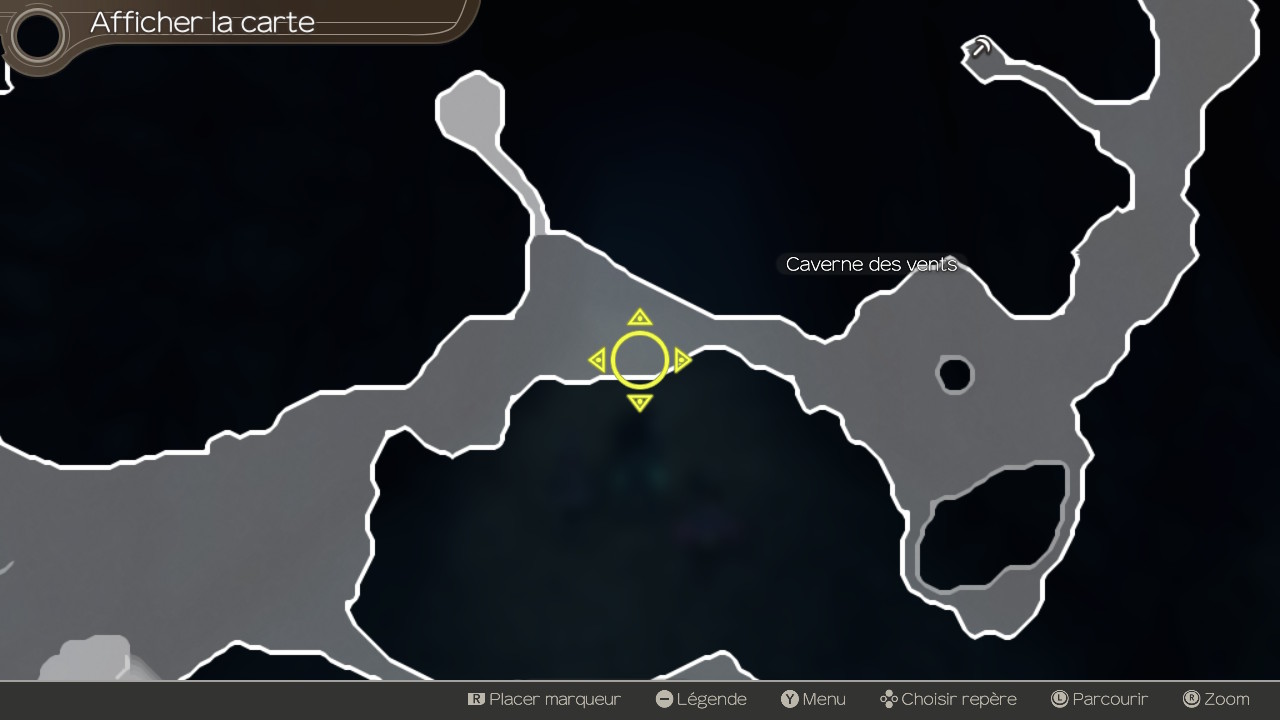 Afficher la carte
Caverne des vents
R Placer marqueur − Légende Y Menu Choisir repère L Parcourir R Zoom